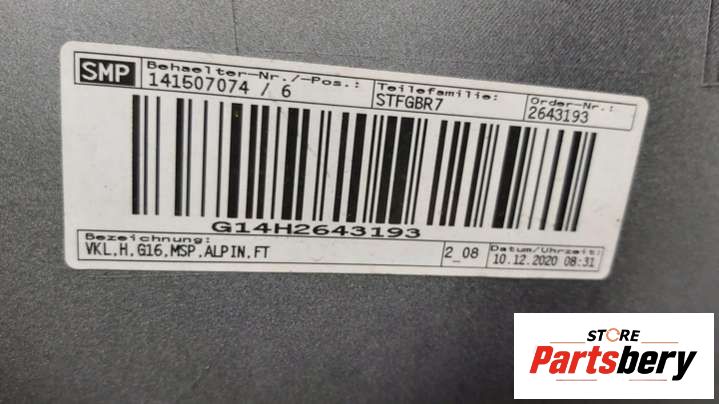 SMP
Behaelter-Nr./-Pos.:
141507074 / 6
Teilefamilie:
STFGBR7
Order-Nr.:
2643193
G14H2643193
Bezeichnung:
VKL,H,G16,MSP,ALPIN,FT
2_08
Datum/Uhrzeit:
10.12.2020 08:31
STORE
Partsbery